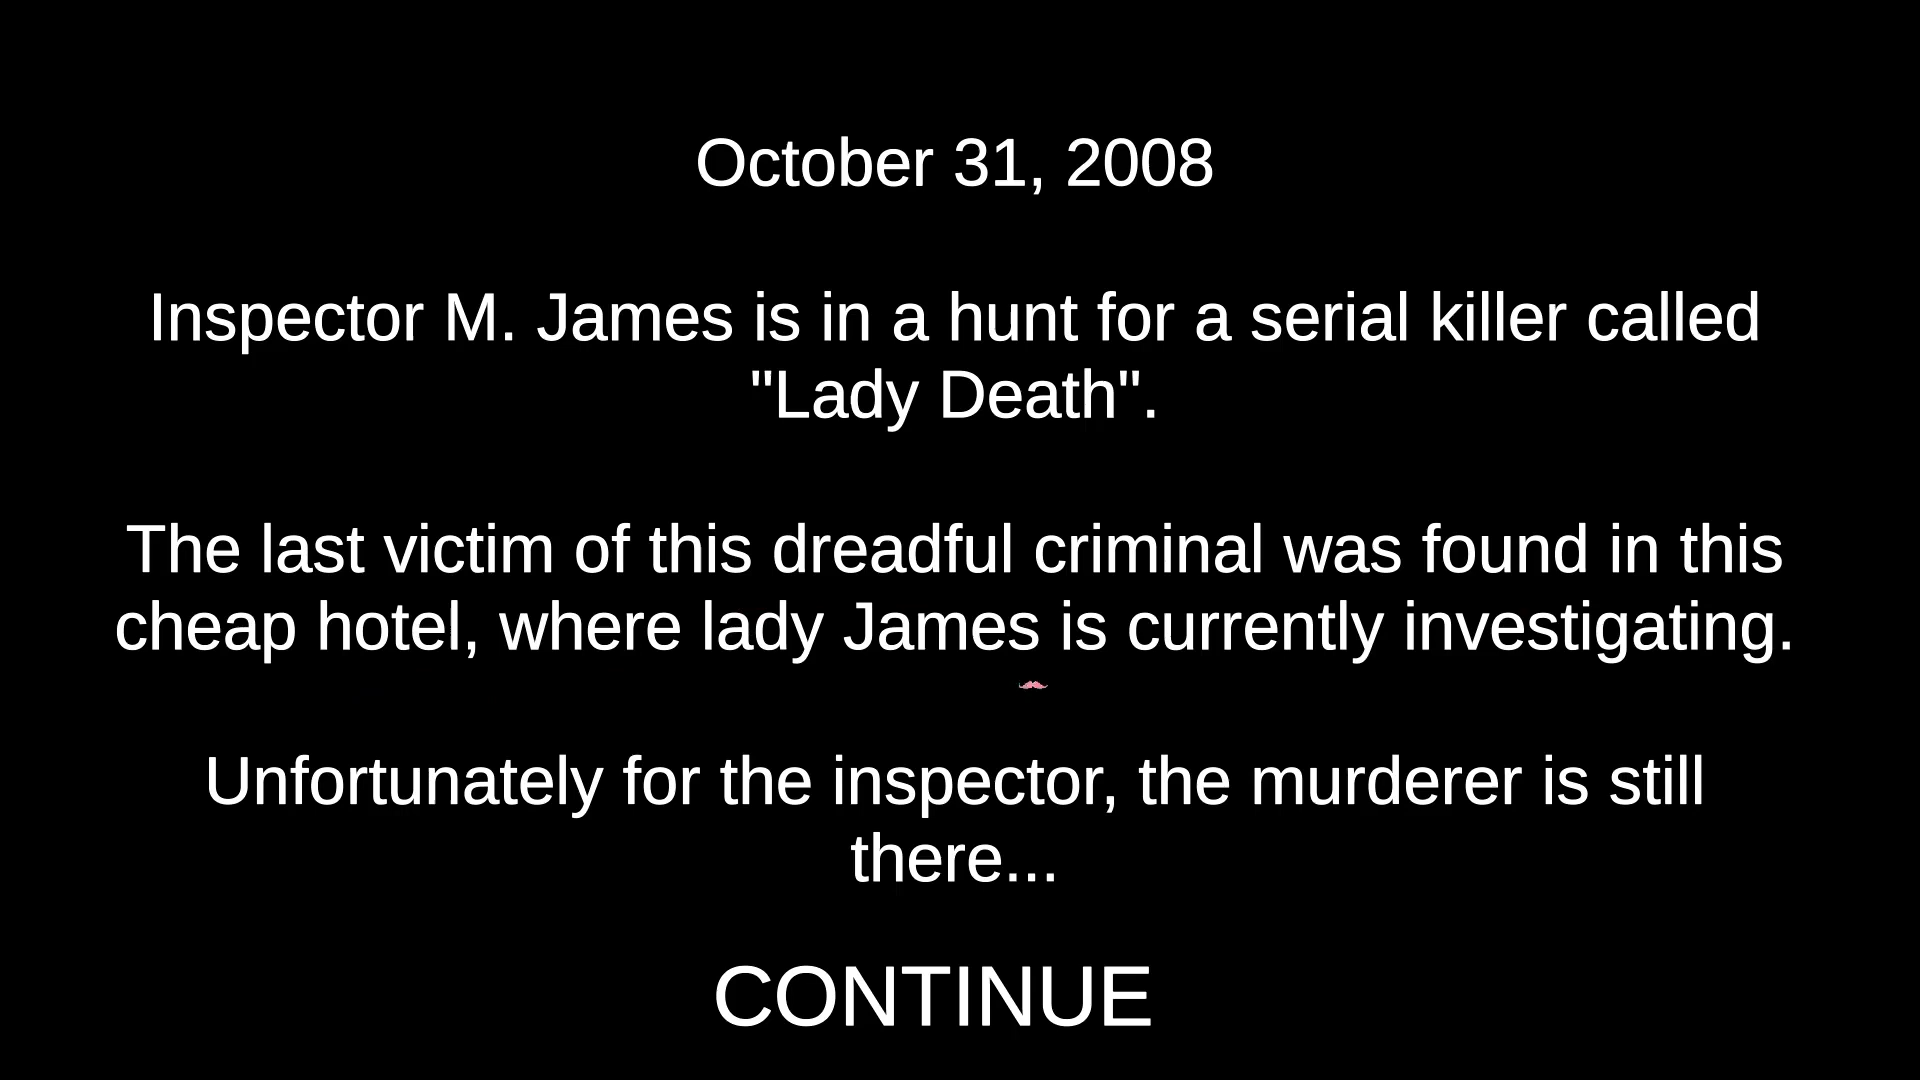 October 31, 2008
Inspector M. James is in a hunt for a serial killer called
"Lady Death".
The last victim of this dreadful criminal was found in this
cheap hotel, where lady James is currently investigating.
Unfortunately for the inspector, the murderer is still
there...
CONTINUE